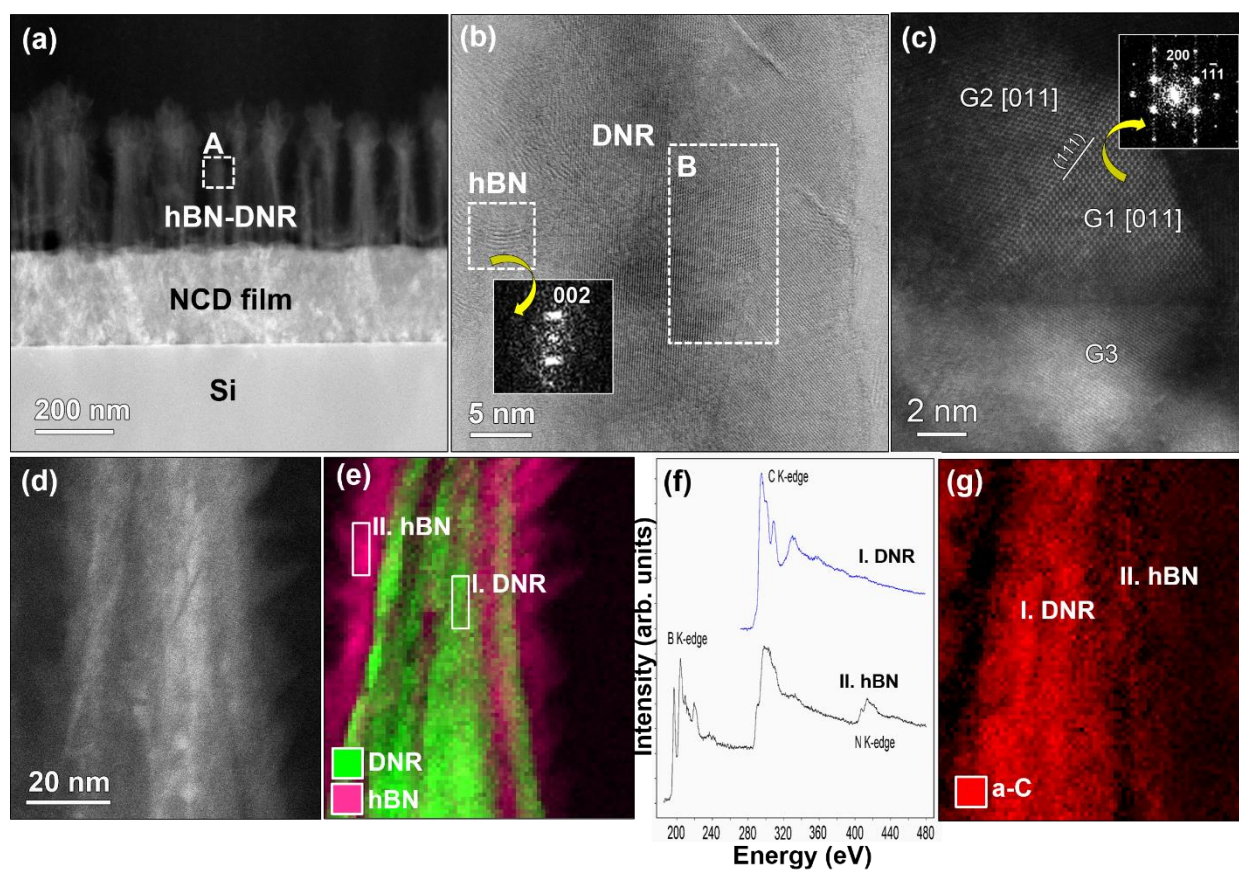 (a)
A
hBN-DNR
NCD film
Si
200 nm
(b)
DNR
hBN
B
002
5 nm
(c)
200
11̄1
G2 [011]
(111)
G1 [011]
G3
2 nm
(d)
20 nm
(e)
II. hBN
I. DNR
DNR
hBN
(f)
C K-edge
I. DNR
B K-edge
II. hBN
N K-edge
Intensity (arb. units)
200 240 280 320 360 400 440 480
Energy (eV)
(g)
II. hBN
I. DNR
a-C